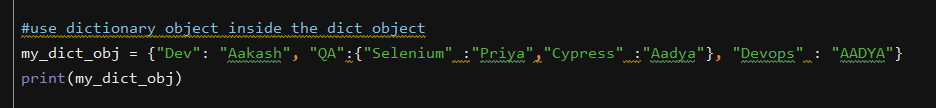 #use dictionary object inside the dict object
my_dict_obj = {"Dev": "Aakash", "QA":{"Selenium" :"Priya","Cypress" :"Aadya"}, "Devops" : "AADYA"}
print(my_dict_obj)